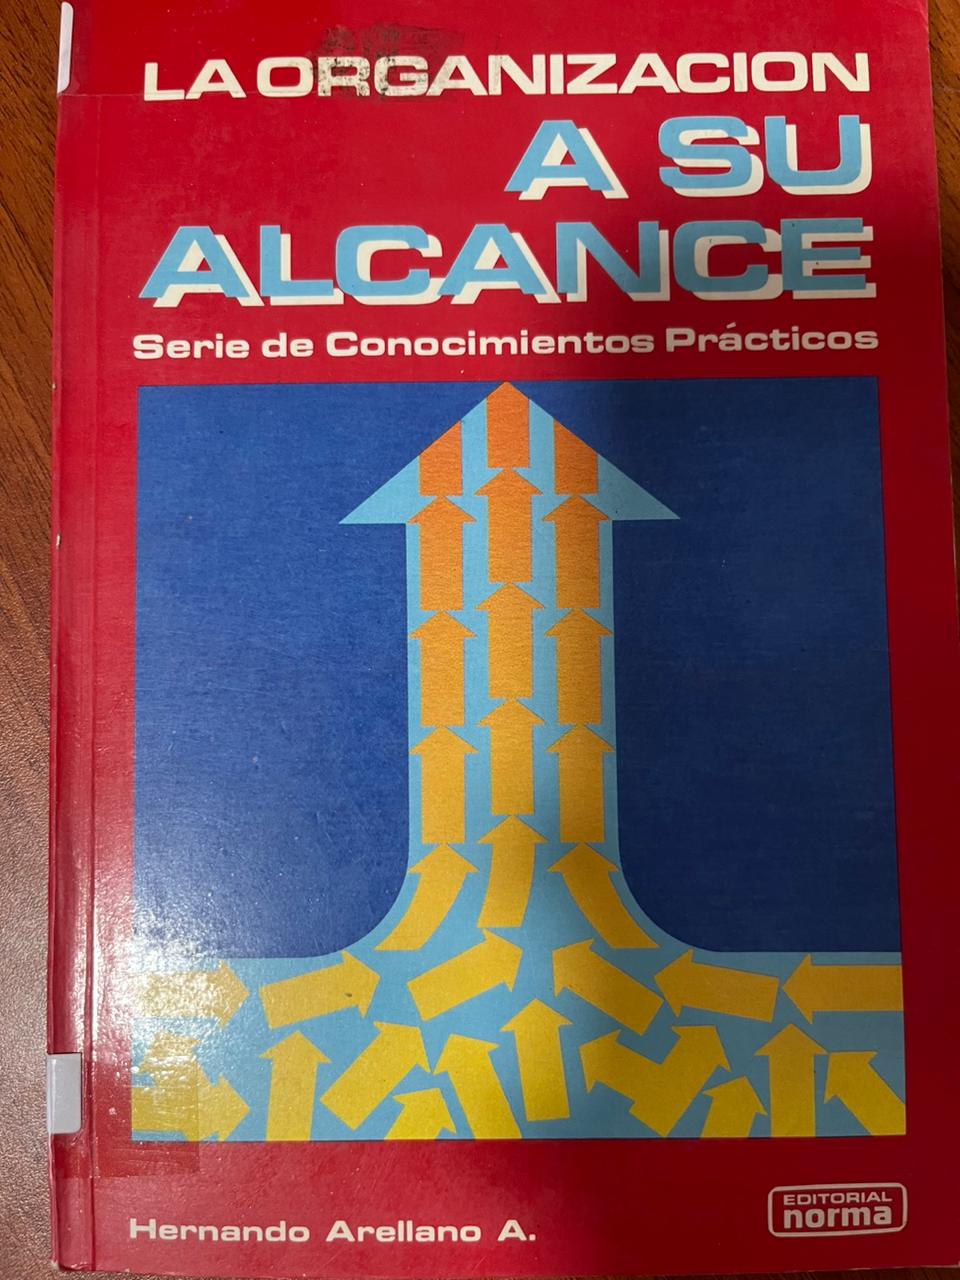 LA ORGANIZACION
A SU
ALCANCE
Serie de Conocimientos Prácticos
EDITORIAL
norma
Hernando Arellano A.